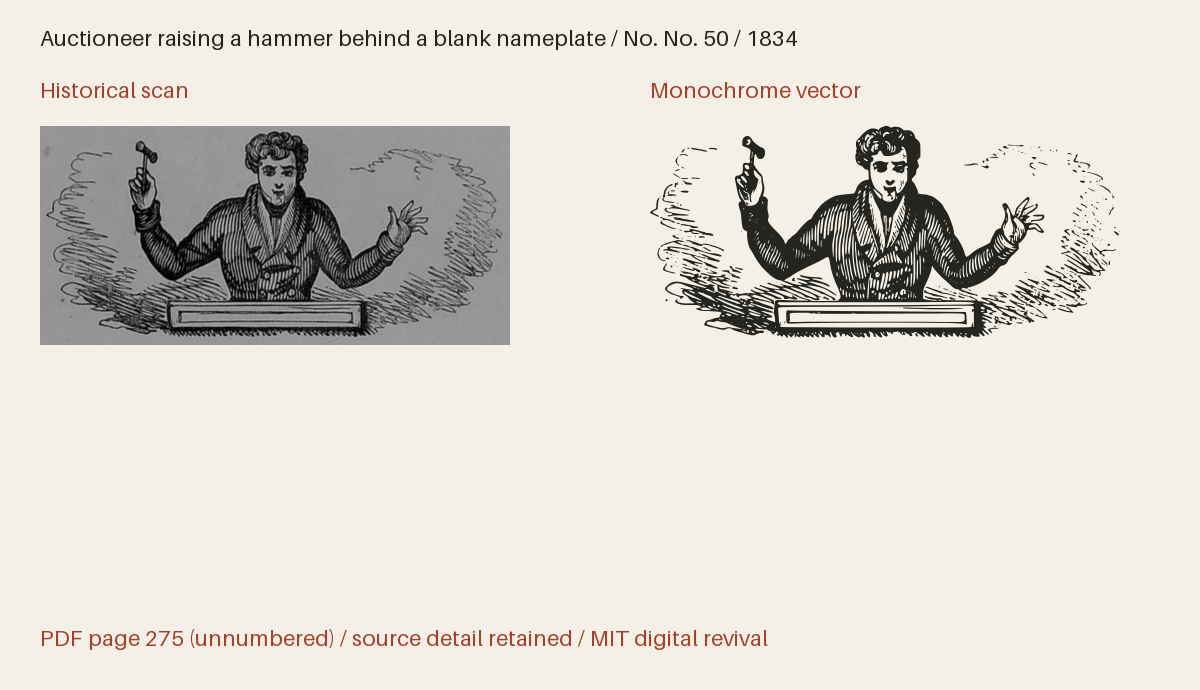 Auctioneer raising a hammer behind a blank nameplate / No. No. 50 / 1834
Historical scan
Monochrome vector
PDF page 275 (unnumbered) / source detail retained / MIT digital revival